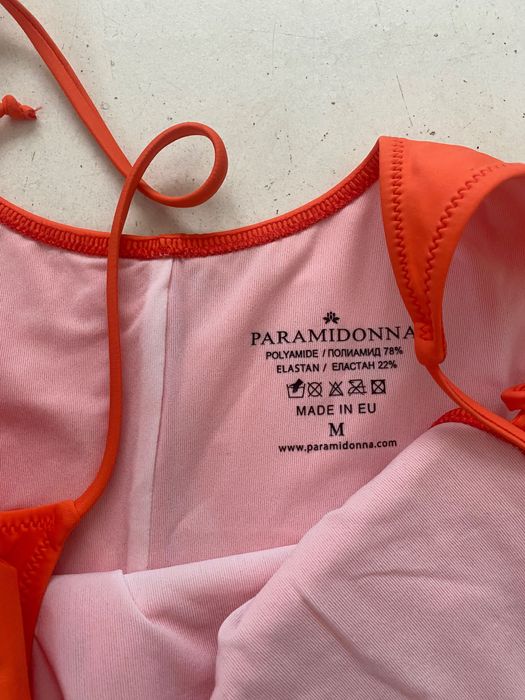 PARAMIDONNA
POLYAMIDE / ПОЛИАМИД 78%
ELASTAN / ЕЛАСТАН 22%
MADE IN EU
M
www.paramidonna.com